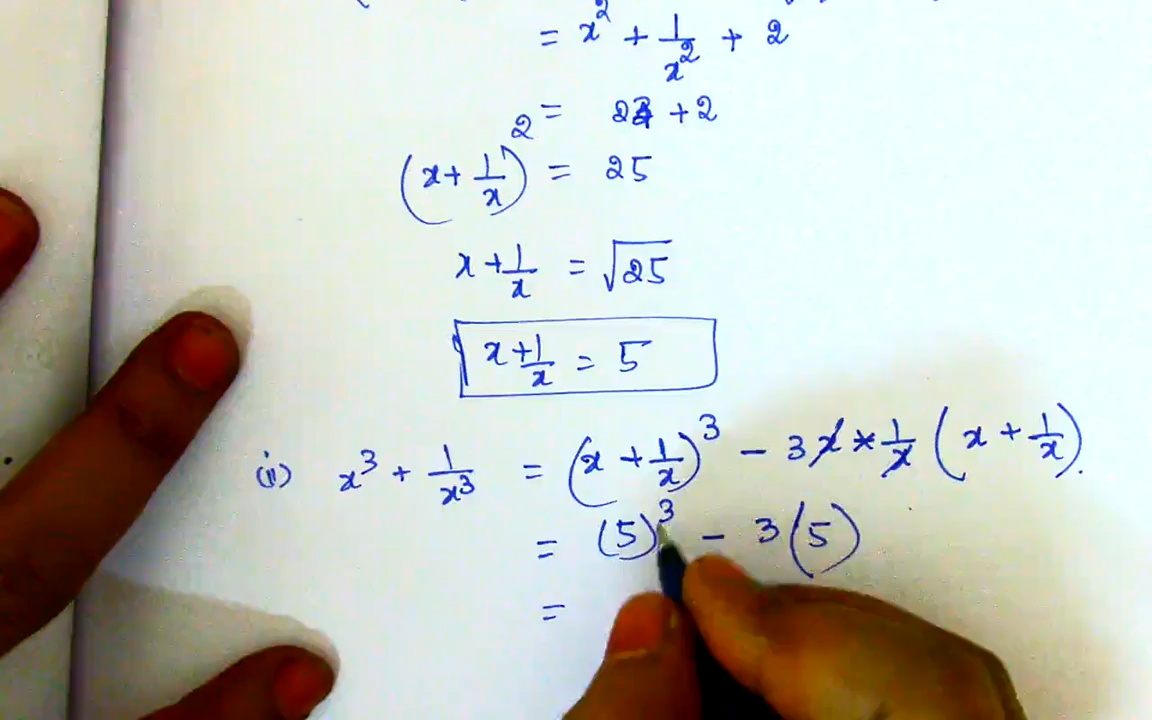 = x² + 1/x² + 2
= 23 + 2
(x + 1/x)² = 25
x + 1/x = √25
x + 1/x = 5
(ii) x³ + 1/x³ = (x + 1/x)³ - 3x * 1/x (x + 1/x).
= (5)³ - 3(5)
=